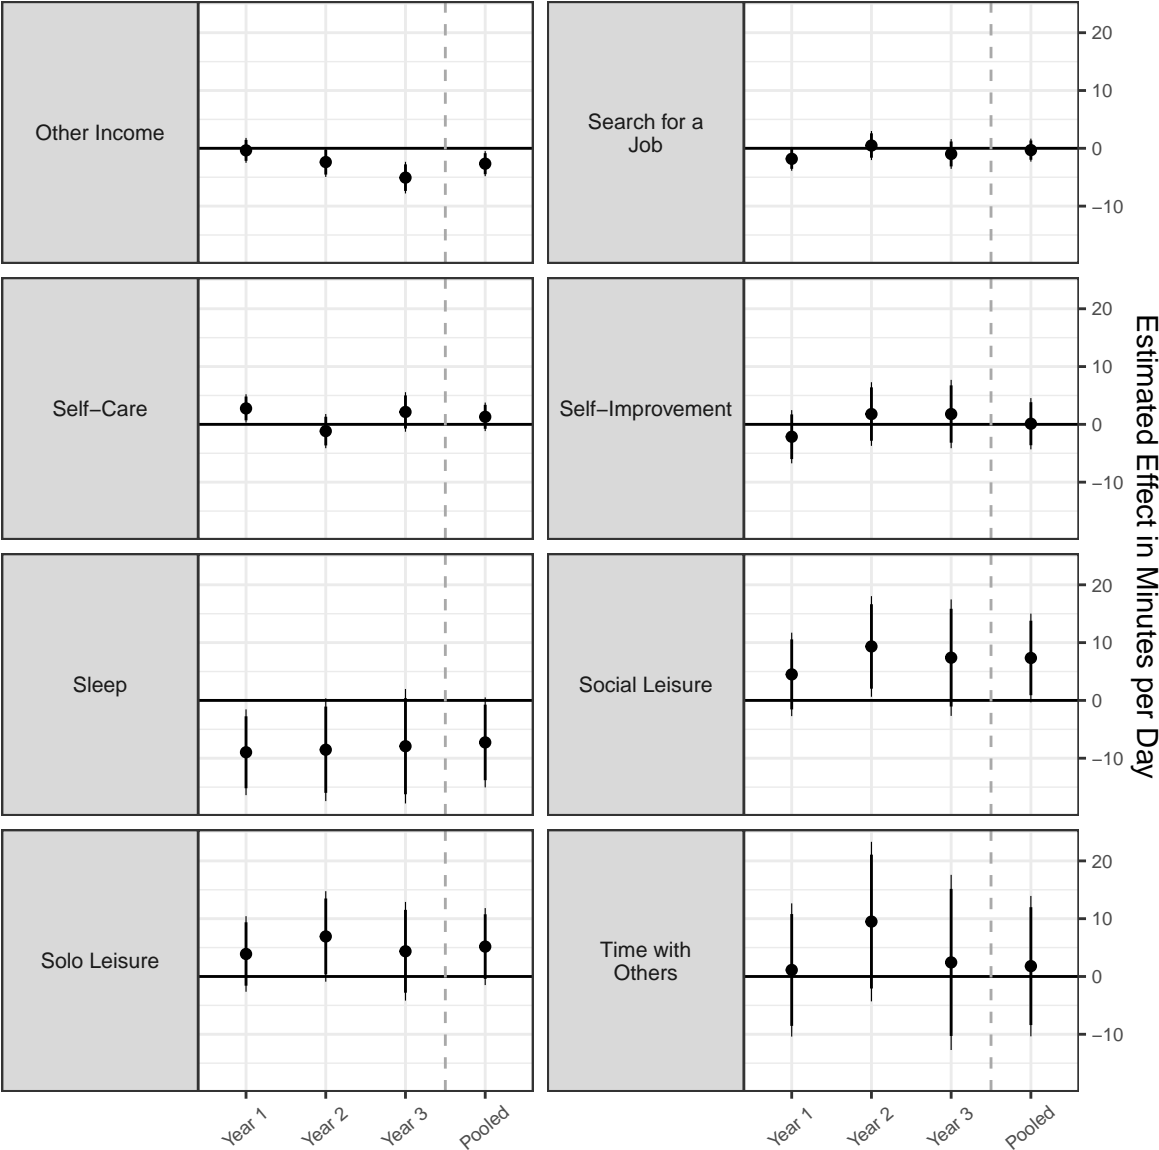 Other Income
Search for a
Job
20
10
0
−10
Self−Care
Self−Improvement
20
10
0
−10
Sleep
Social Leisure
20
10
0
−10
Solo Leisure
Time with
Others
20
10
0
−10
Year 1
Year 2
Year 3
Pooled
Year 1
Year 2
Year 3
Pooled
Estimated Effect in Minutes per Day